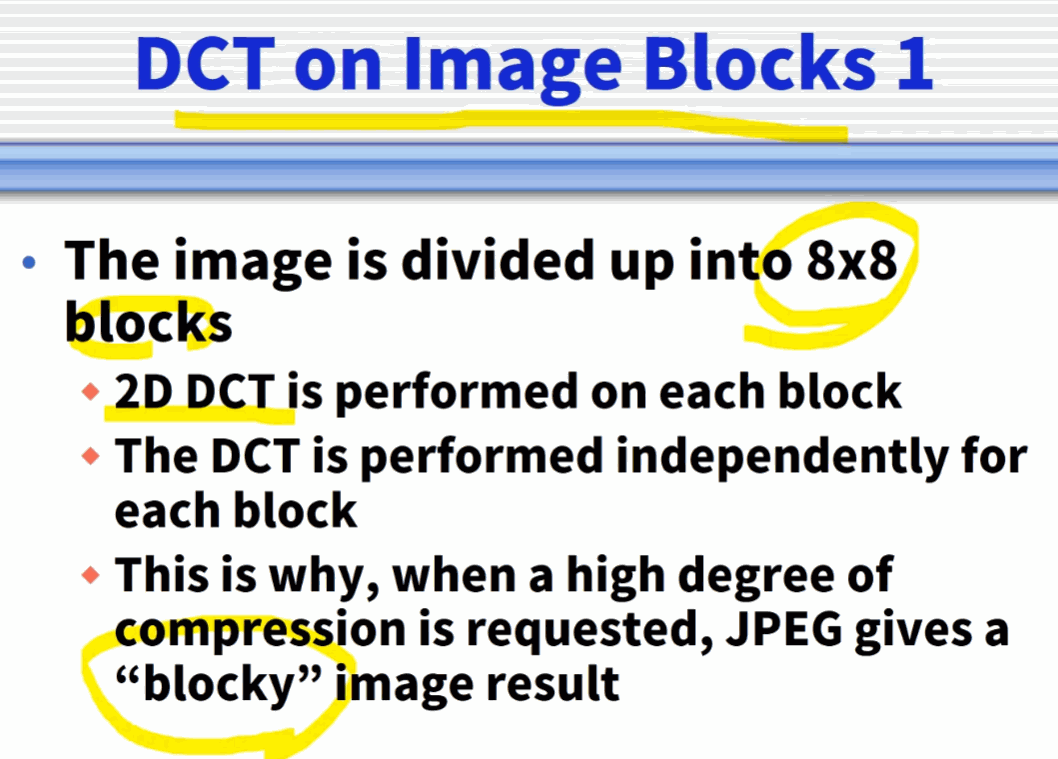 DCT on Image Blocks 1
• The image is divided up into 8x8
blocks
◆ 2D DCT is performed on each block
◆ The DCT is performed independently for
each block
◆ This is why, when a high degree of
compression is requested, JPEG gives a
“blocky” image result